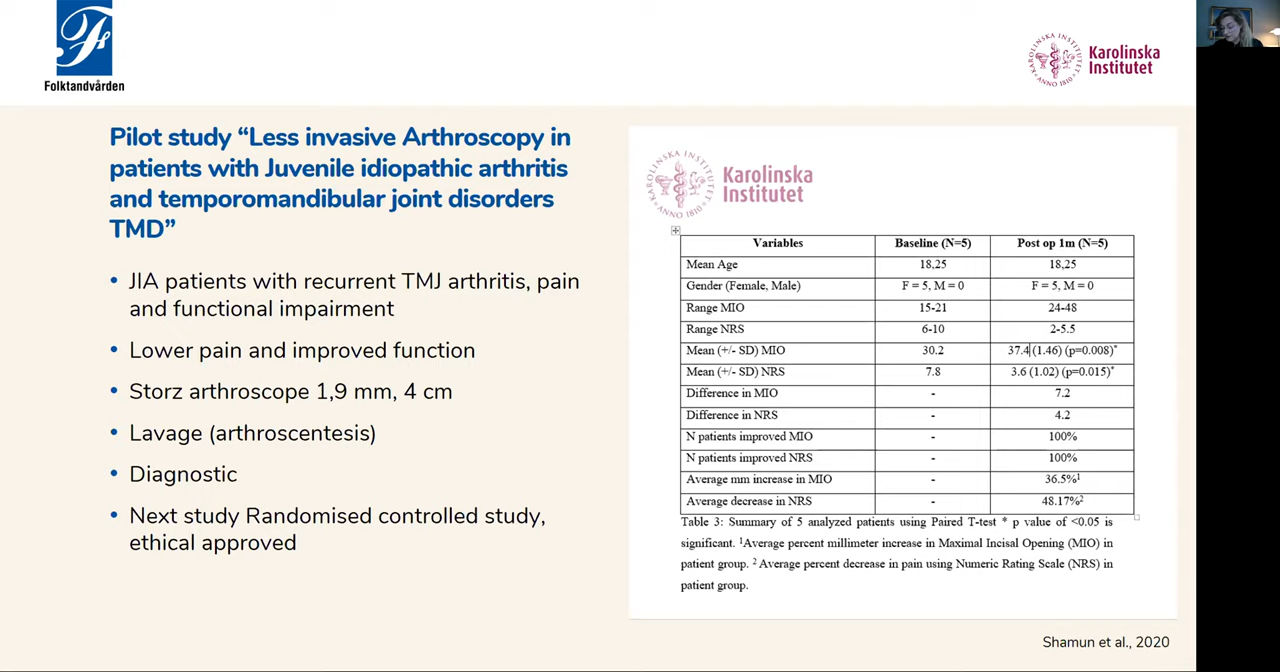 Folktandvården
Karolinska
Institutet
KAROLINSKA INSTITUTET ANNO 1810
Pilot study “Less invasive Arthroscopy in
patients with Juvenile idiopathic arthritis
and temporomandibular joint disorders
TMD”
• JIA patients with recurrent TMJ arthritis, pain
and functional impairment
• Lower pain and improved function
• Storz arthroscope 1,9 mm, 4 cm
• Lavage (arthroscentesis)
• Diagnostic
• Next study Randomised controlled study,
ethical approved
KAROLINSKA INSTITUTET ANNO 1810
Karolinska
Institutet
Variables Baseline (N=5) Post op 1m (N=5)
Mean Age 18,25 18,25
Gender (Female, Male) F = 5, M = 0 F = 5, M = 0
Range MIO 15-21 24-48
Range NRS 6-10 2-5.5
Mean (+/- SD) MIO 30.2 37.4 (1.46) (p=0.008)*
Mean (+/- SD) NRS 7.8 3.6 (1.02) (p=0.015)*
Difference in MIO - 7.2
Difference in NRS - 4.2
N patients improved MIO - 100%
N patients improved NRS - 100%
Average mm increase in MIO - 36.5%¹
Average decrease in NRS - 48.17%²
Table 3: Summary of 5 analyzed patients using Paired T-test * p value of <0.05 is
significant. ¹Average percent millimeter increase in Maximal Incisal Opening (MIO) in
patient group. ² Average percent decrease in pain using Numeric Rating Scale (NRS) in
patient group.
Shamun et al., 2020